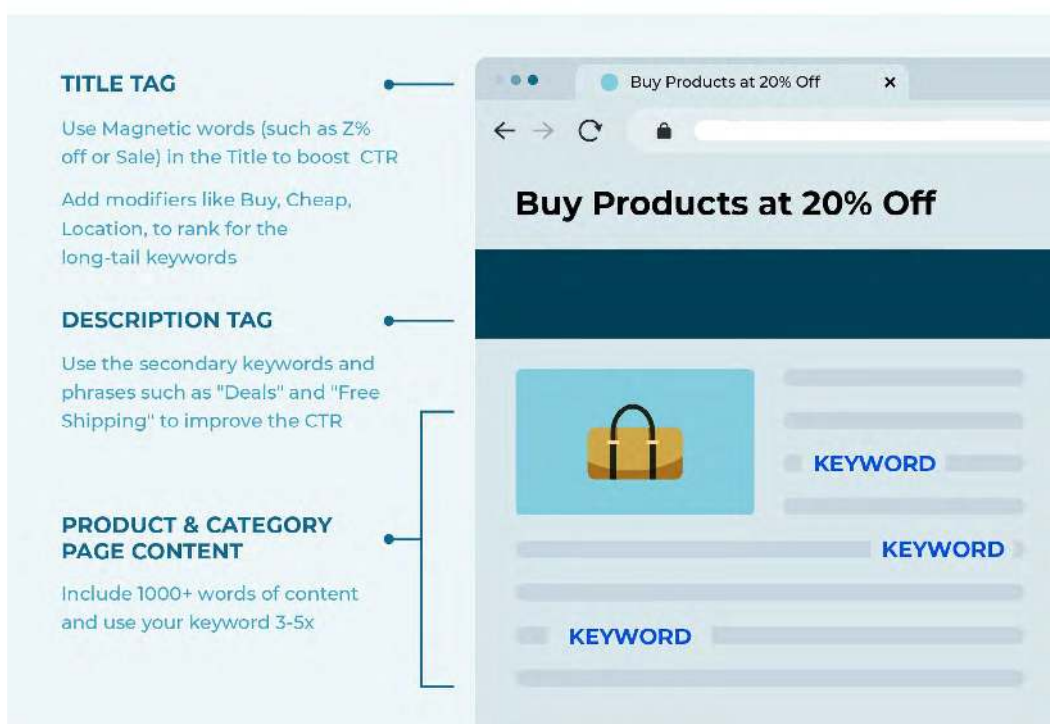 TITLE TAG
Use Magnetic words (such as Z%
off or Sale) in the Title to boost CTR
Add modifiers like Buy, Cheap,
Location, to rank for the
long-tail keywords
DESCRIPTION TAG
Use the secondary keywords and
phrases such as "Deals" and "Free
Shipping" to improve the CTR
PRODUCT & CATEGORY
PAGE CONTENT
Include 1000+ words of content
and use your keyword 3-5x
Buy Products at 20% Off
Buy Products at 20% Off
KEYWORD
KEYWORD
KEYWORD